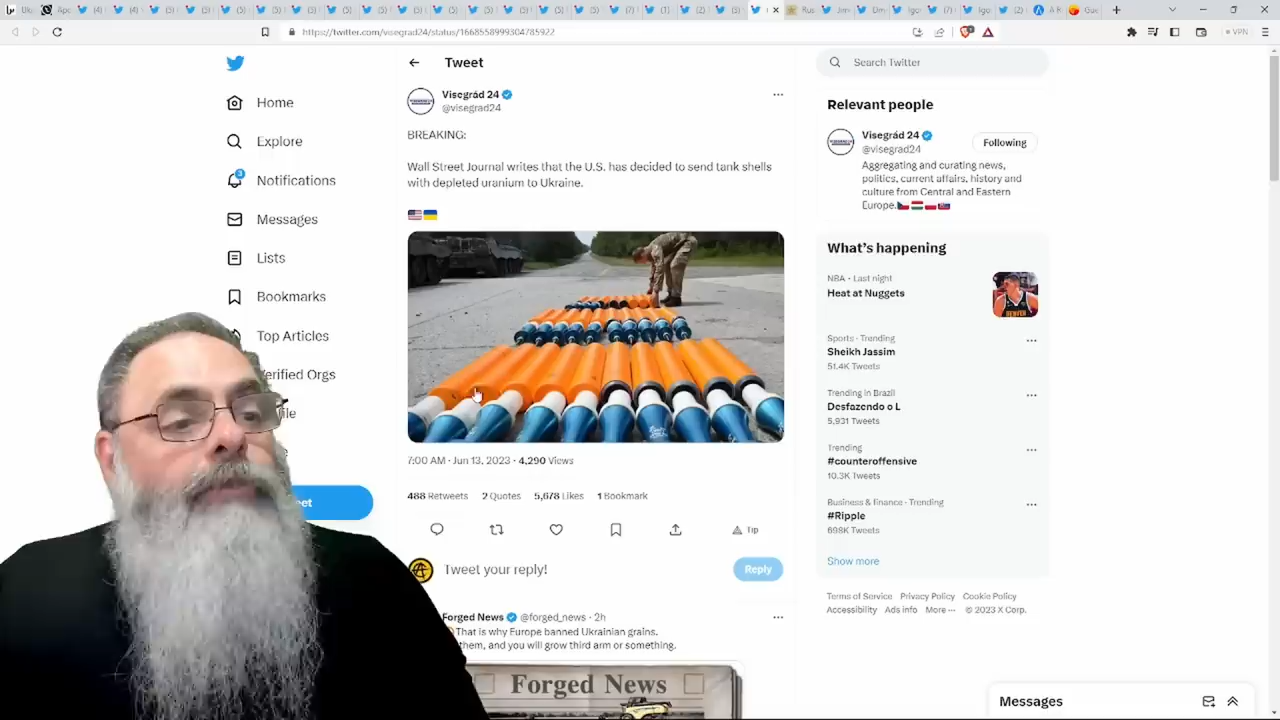 https://twitter.com/visegrad24/status/1668558999304785922
VPN
Home
Explore
3
Notifications
Messages
Lists
Bookmarks
Top Articles
erified Orgs
Tweet
Visegrád 24
@visegrad24
BREAKING:
Wall Street Journal writes that the U.S. has decided to send tank shells
with depleted uranium to Ukraine.
7:00 AM · Jun 13, 2023 · 4,290 Views
488 Retweets 2 Quotes 5,678 Likes 1 Bookmark
Tip
Tweet your reply!
Reply
Forged News @forged_news · 2h
That is why Europe banned Ukrainian grains.
them, and you will grow third arm or something.
Forged News
Search Twitter
Relevant people
Visegrád 24
@visegrad24
Following
Aggregating and curating news,
politics, current affairs, history and
culture from Central and Eastern
Europe.
What's happening
NBA · Last night
Heat at Nuggets
Sports · Trending
Sheikh Jassim
51.4K Tweets
Trending in Brazil
Desfazendo o L
5,931 Tweets
Trending
#counteroffensive
10.3K Tweets
Business & finance · Trending
#Ripple
698K Tweets
Show more
Terms of Service Privacy Policy Cookie Policy
Accessibility Ads info More ··· © 2023 X Corp.
Messages